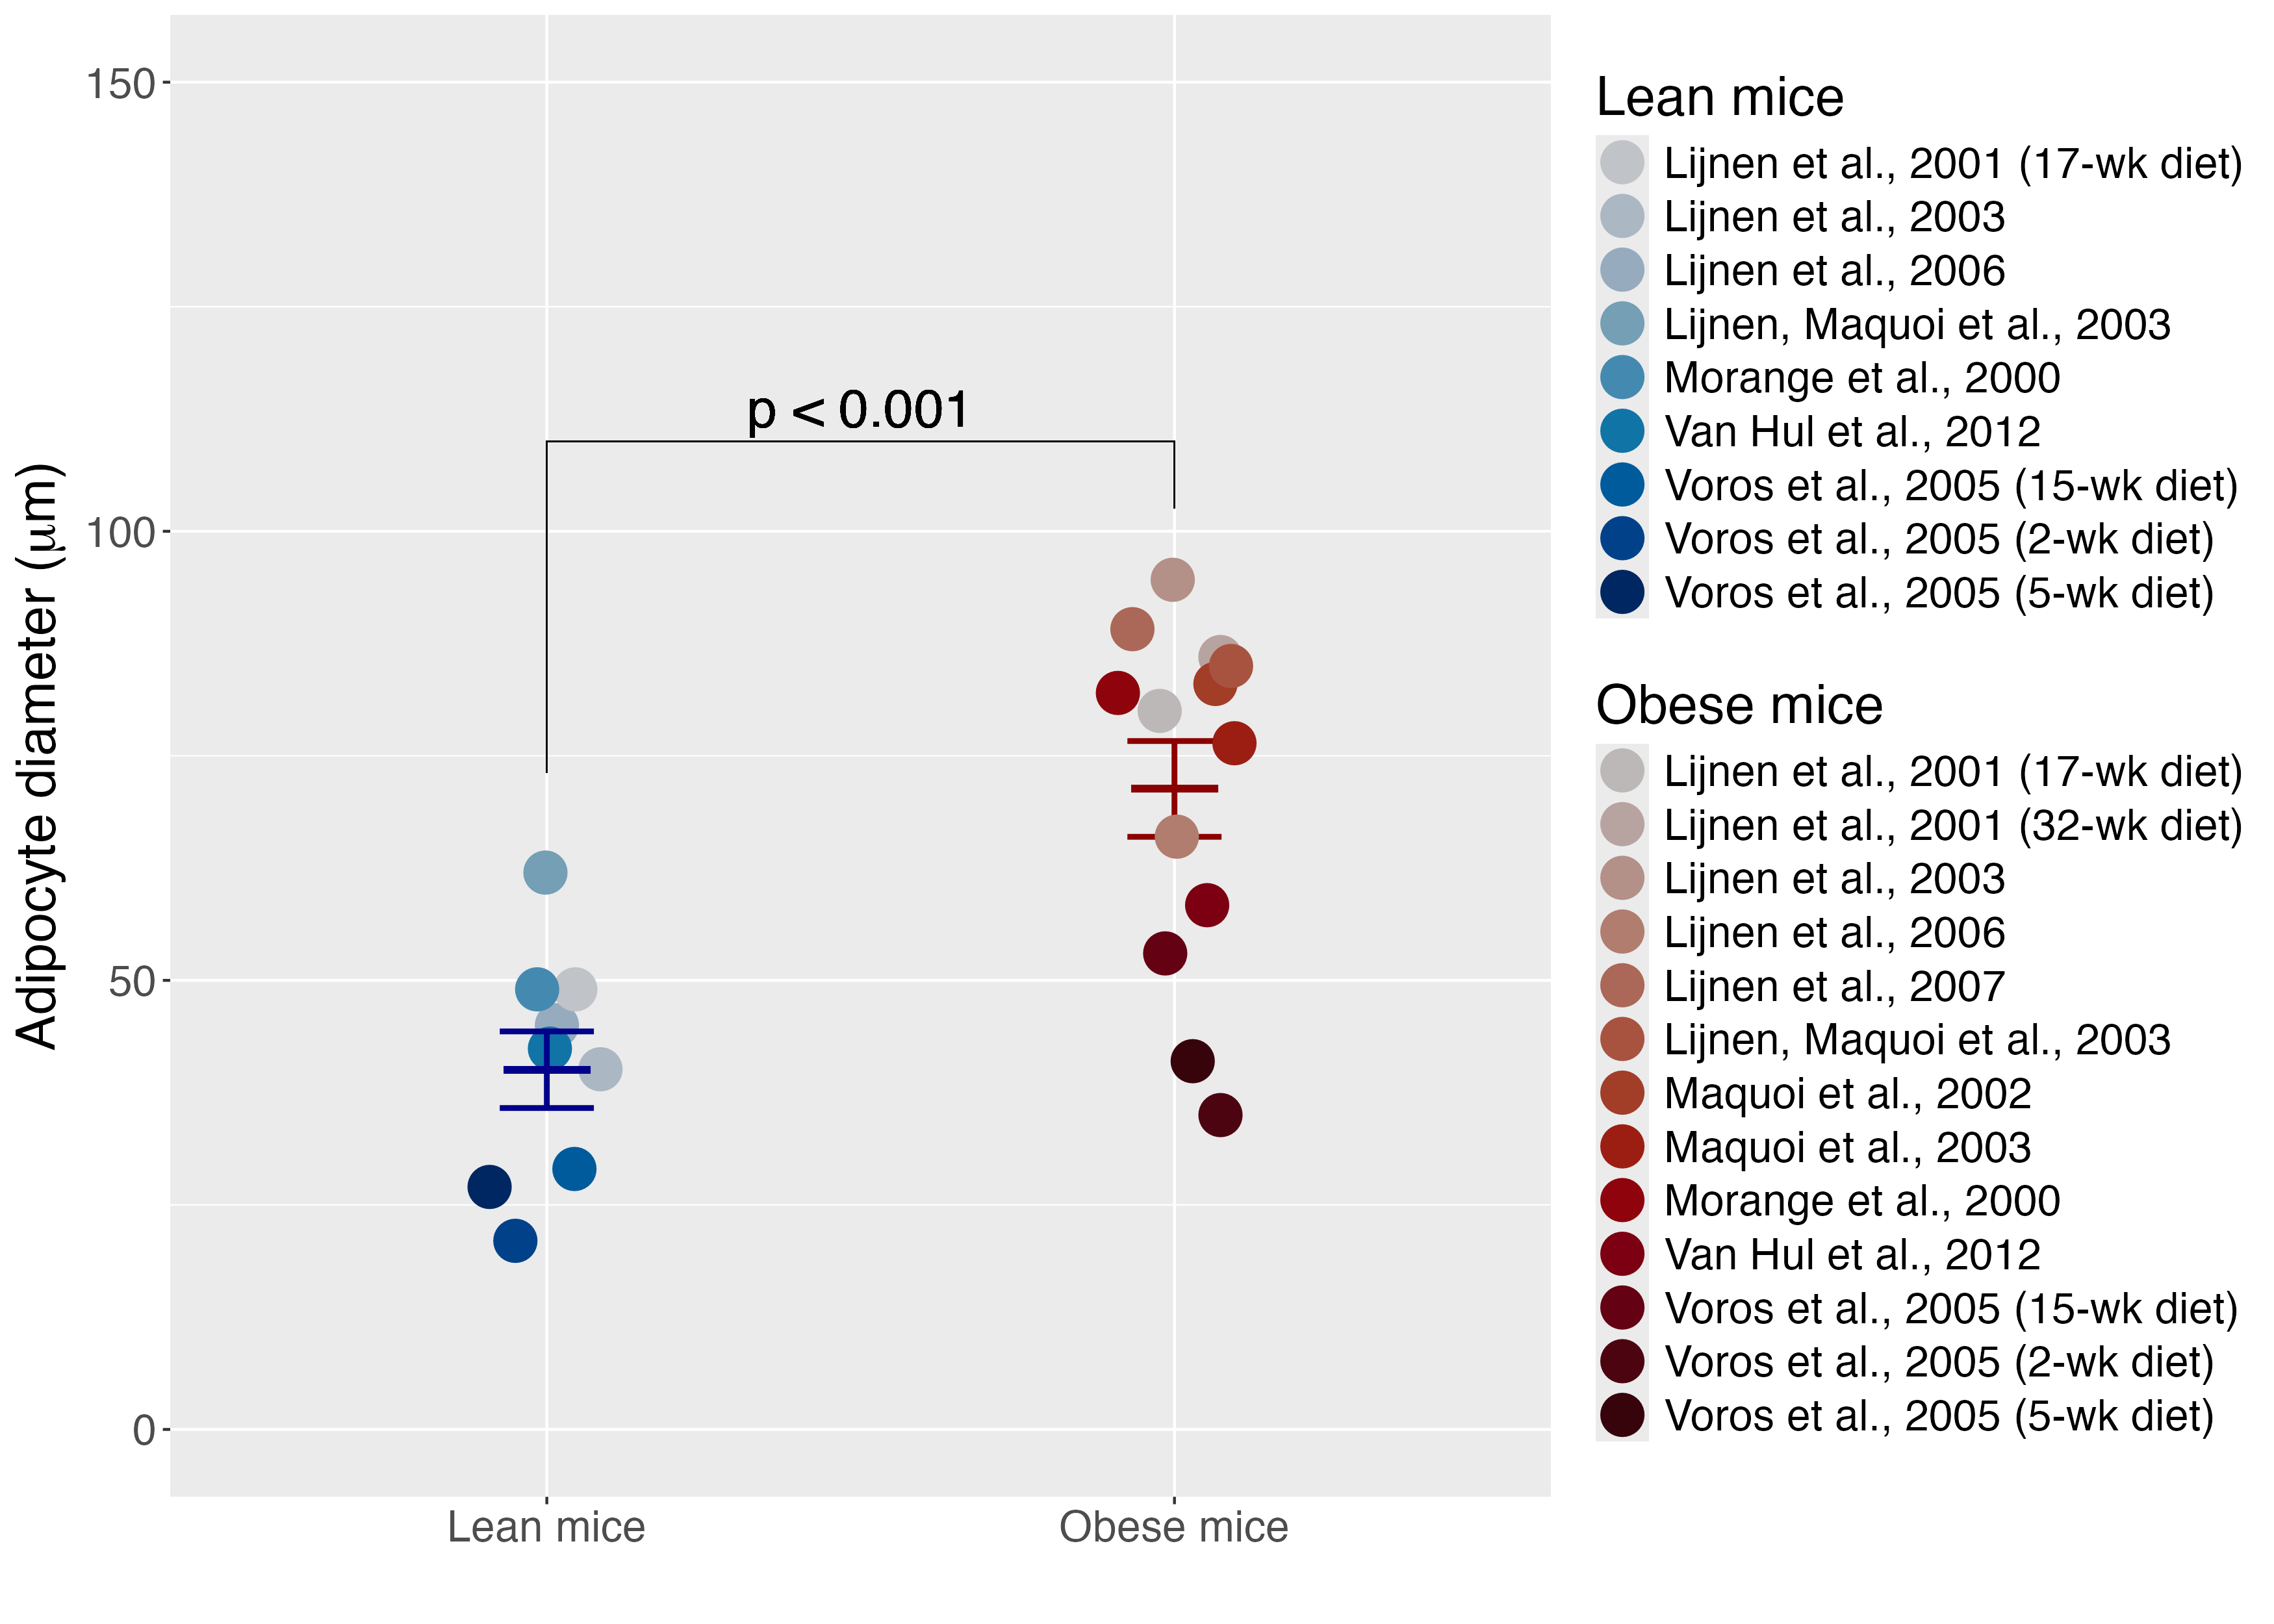 150
100
50
0
Adipocyte diameter (μm)
p < 0.001
Lean mice
Obese mice
Lean mice
Lijnen et al., 2001 (17-wk diet)
Lijnen et al., 2003
Lijnen et al., 2006
Lijnen, Maquoi et al., 2003
Morange et al., 2000
Van Hul et al., 2012
Voros et al., 2005 (15-wk diet)
Voros et al., 2005 (2-wk diet)
Voros et al., 2005 (5-wk diet)
Obese mice
Lijnen et al., 2001 (17-wk diet)
Lijnen et al., 2001 (32-wk diet)
Lijnen et al., 2003
Lijnen et al., 2006
Lijnen et al., 2007
Lijnen, Maquoi et al., 2003
Maquoi et al., 2002
Maquoi et al., 2003
Morange et al., 2000
Van Hul et al., 2012
Voros et al., 2005 (15-wk diet)
Voros et al., 2005 (2-wk diet)
Voros et al., 2005 (5-wk diet)